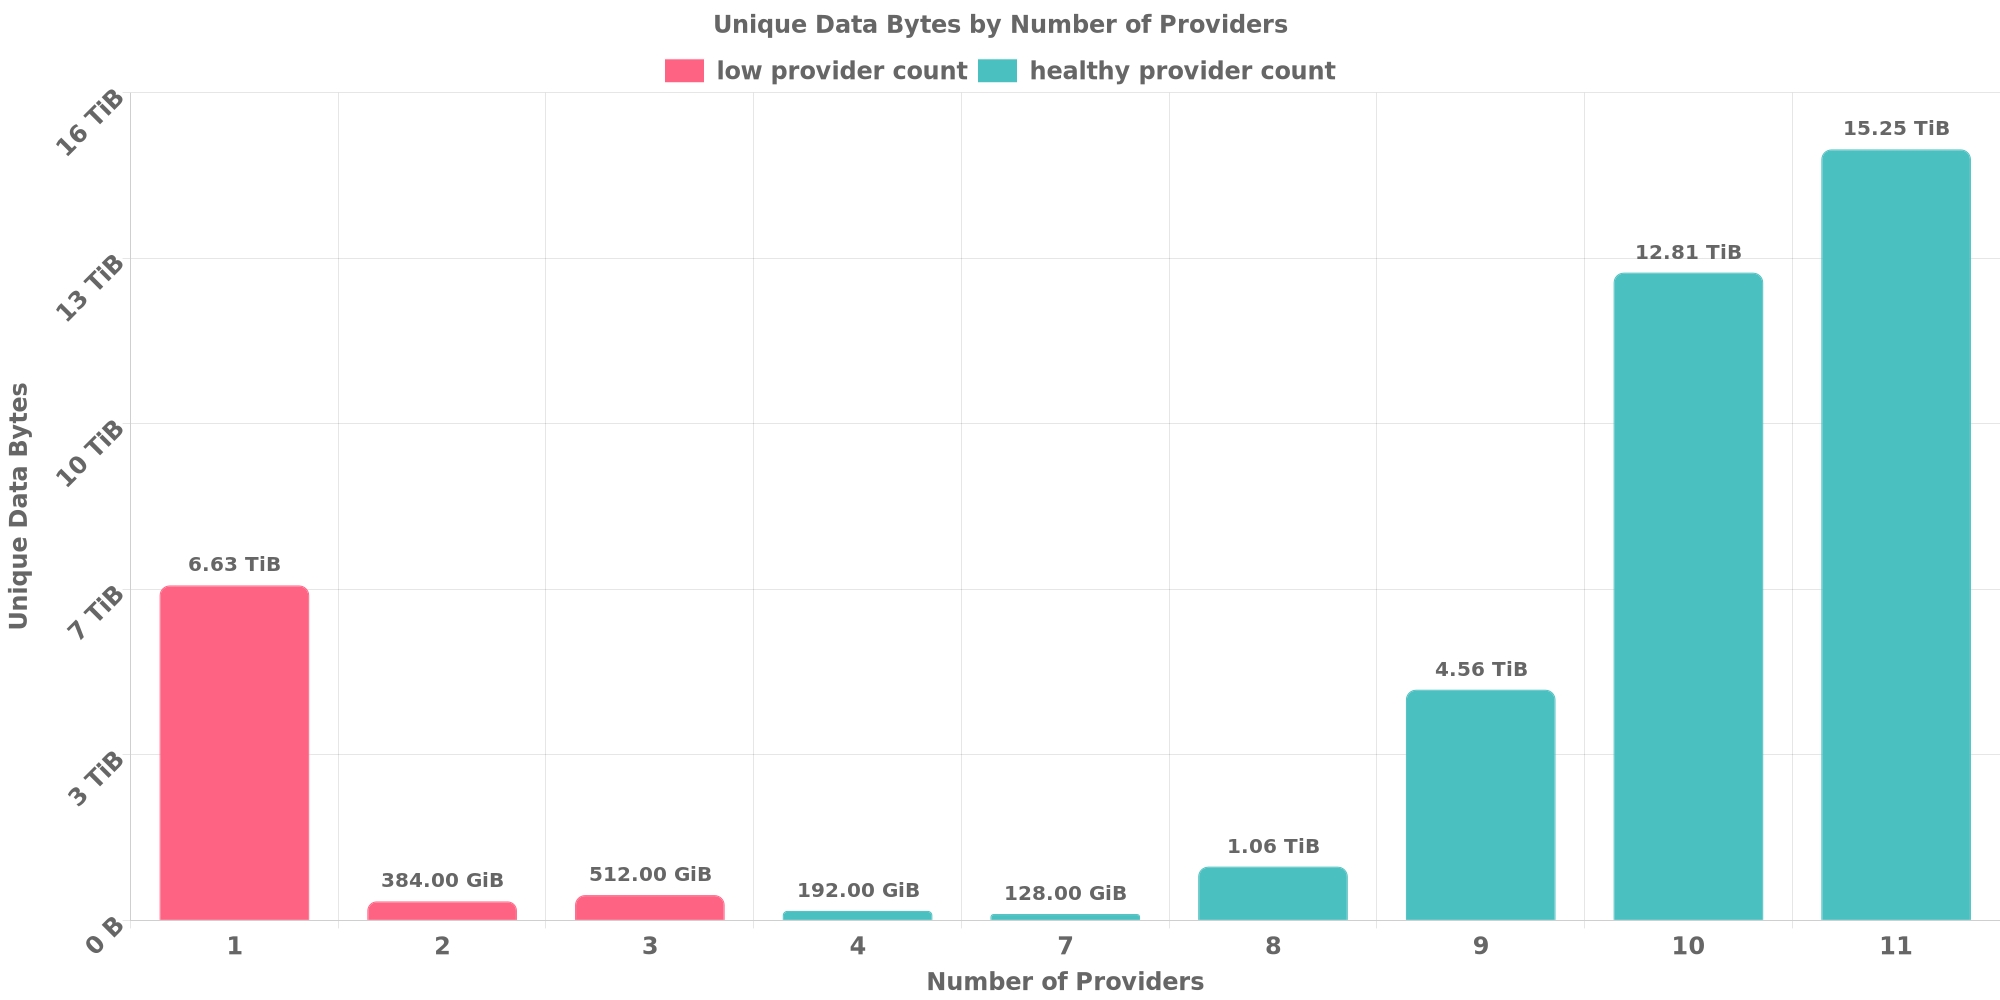 Unique Data Bytes by Number of Providers
low provider count
healthy provider count
Unique Data Bytes
16 TiB
13 TiB
10 TiB
7 TiB
3 TiB
0 B
6.63 TiB
384.00 GiB
512.00 GiB
192.00 GiB
128.00 GiB
1.06 TiB
4.56 TiB
12.81 TiB
15.25 TiB
1 2 3 4 7 8 9 10 11
Number of Providers